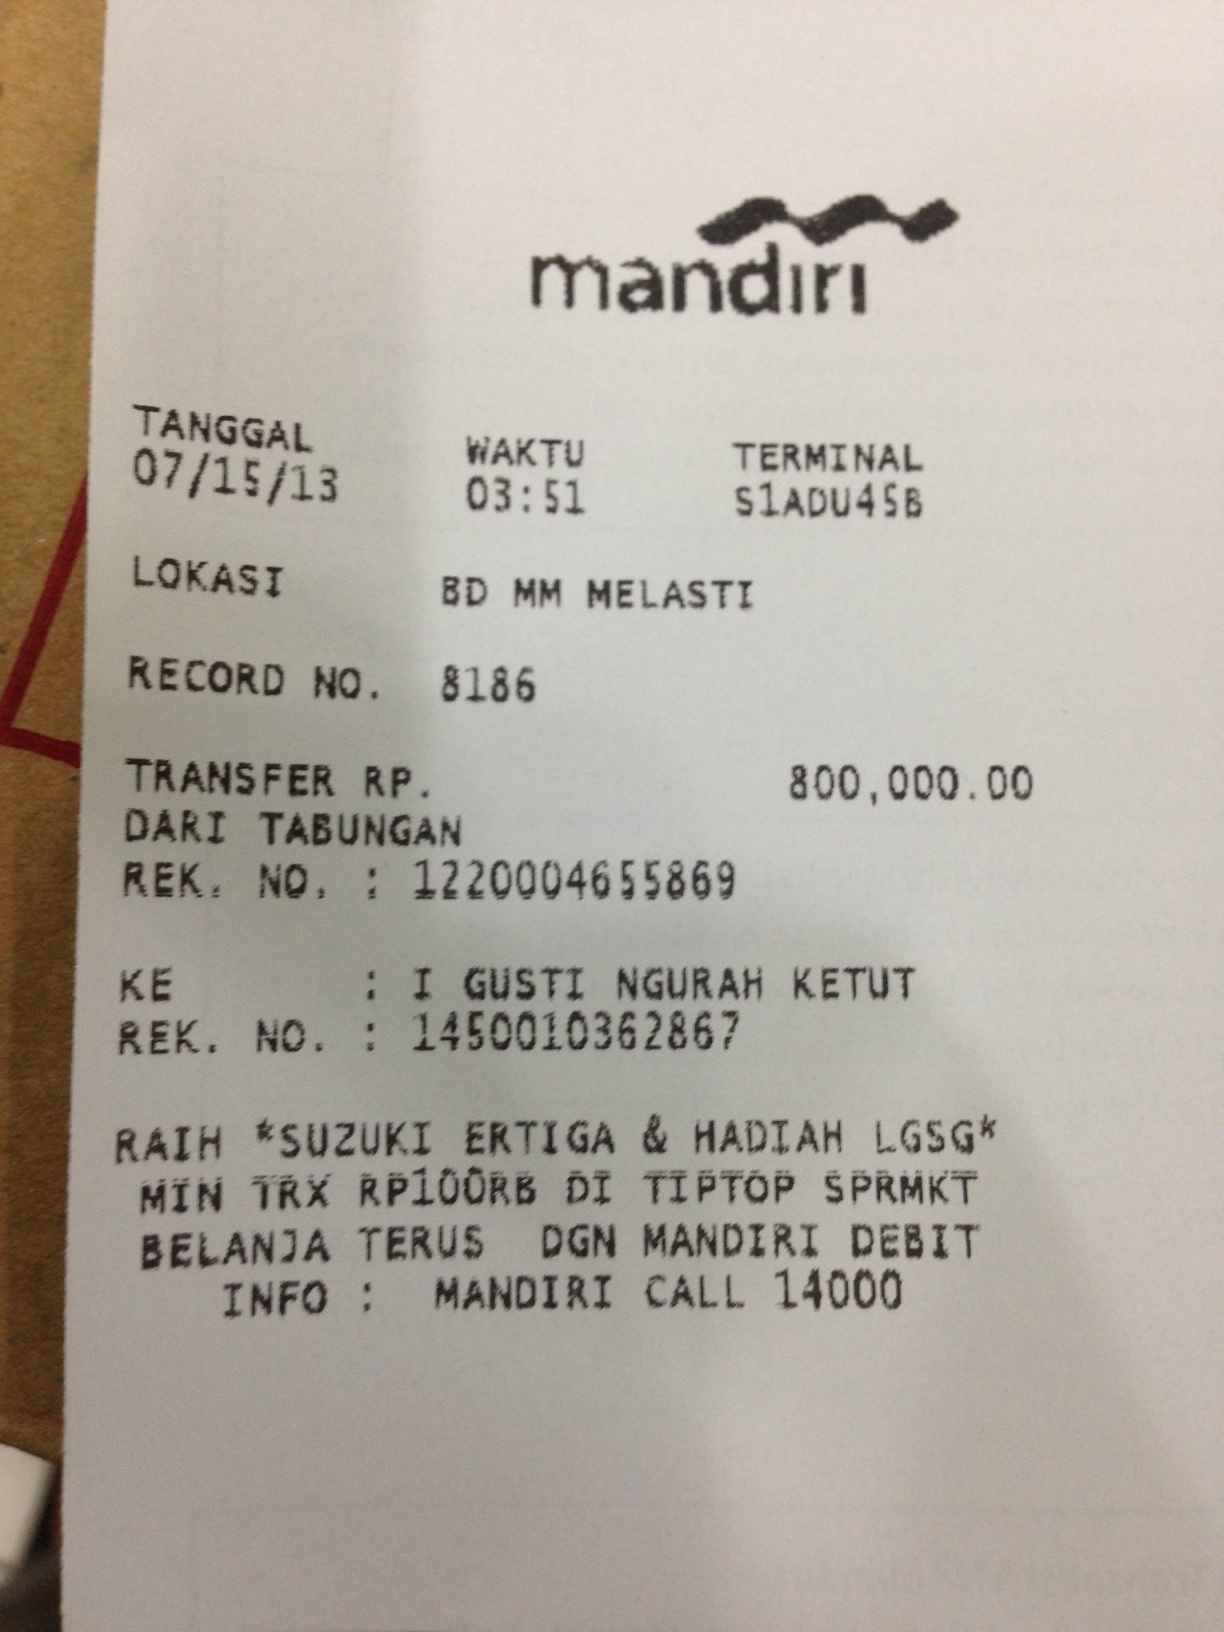 mandiri
TANGGAL WAKTU TERMINAL
07/15/13 03:51 S1ADU45B
LOKASI BD MM MELASTI
RECORD NO. 8186
TRANSFER RP. 800,000.00
DARI TABUNGAN
REK. NO. : 1220004655869
KE : I GUSTI NGURAH KETUT
REK. NO. : 1450010362867
RAIH *SUZUKI ERTIGA & HADIAH LGSG*
MIN TRX RP100RB DI TIPTOP SPRMKT
BELANJA TERUS DGN MANDIRI DEBIT
INFO : MANDIRI CALL 14000